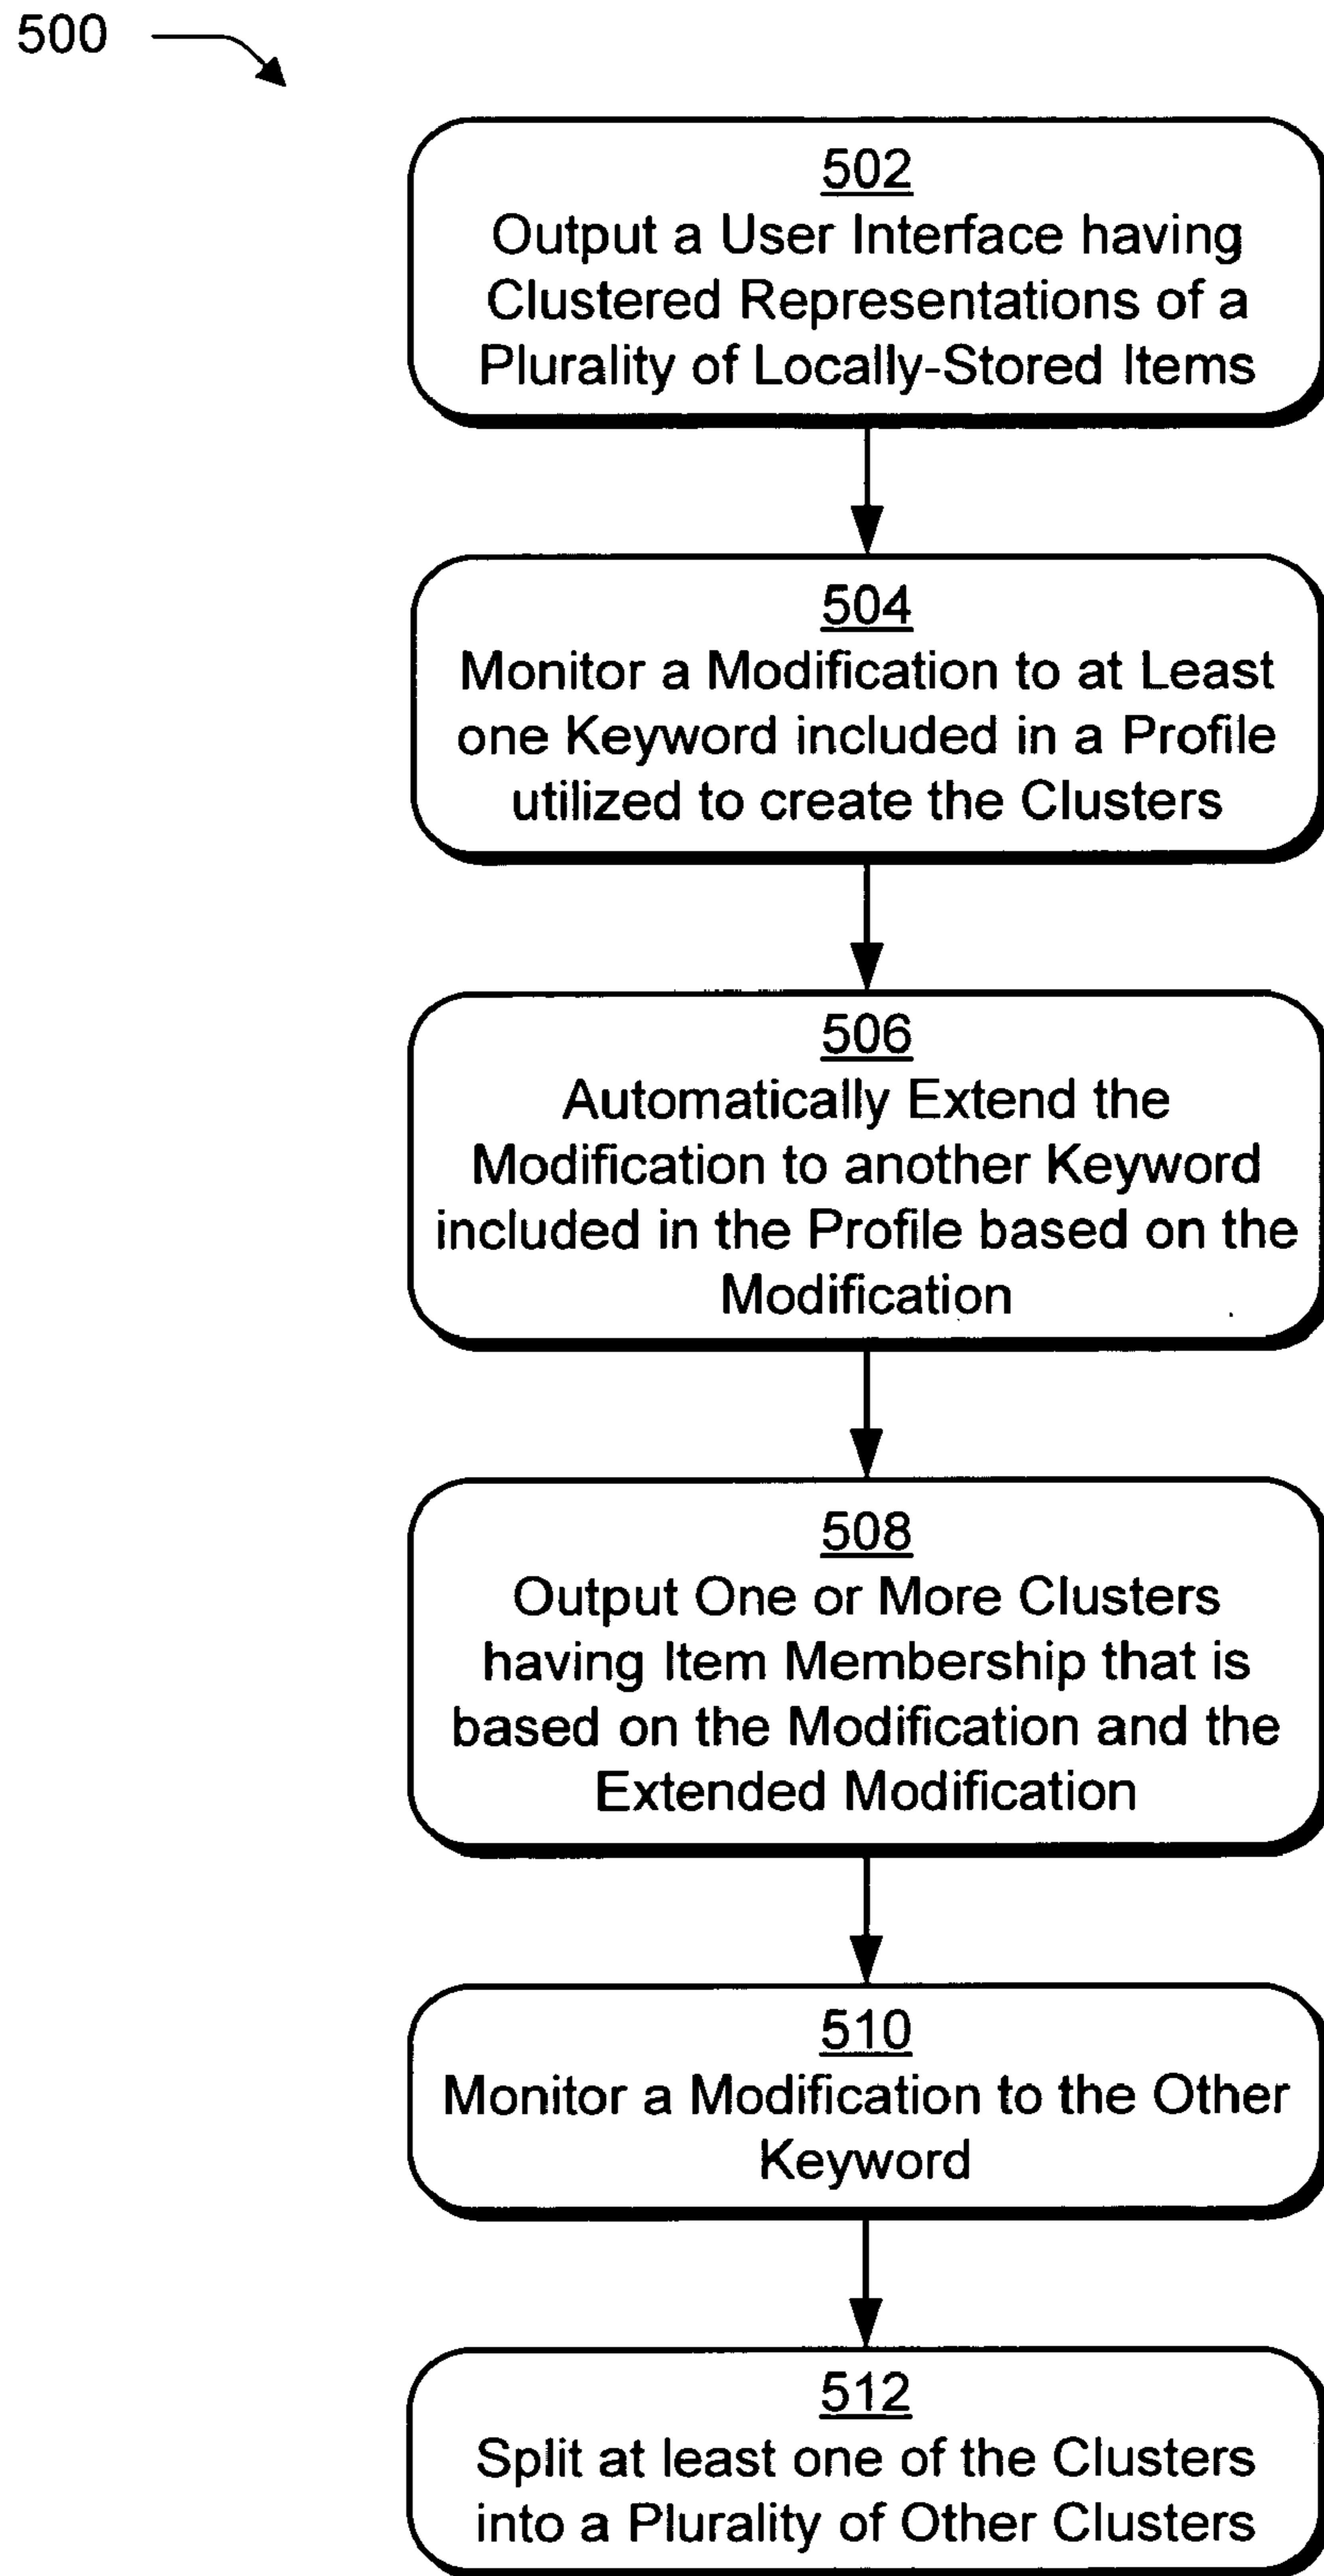 500
502
Output a User Interface having
Clustered Representations of a
Plurality of Locally-Stored Items
504
Monitor a Modification to at Least
one Keyword included in a Profile
utilized to create the Clusters
506
Automatically Extend the
Modification to another Keyword
included in the Profile based on the
Modification
508
Output One or More Clusters
having Item Membership that is
based on the Modification and the
Extended Modification
510
Monitor a Modification to the Other
Keyword
512
Split at least one of the Clusters
into a Plurality of Other Clusters